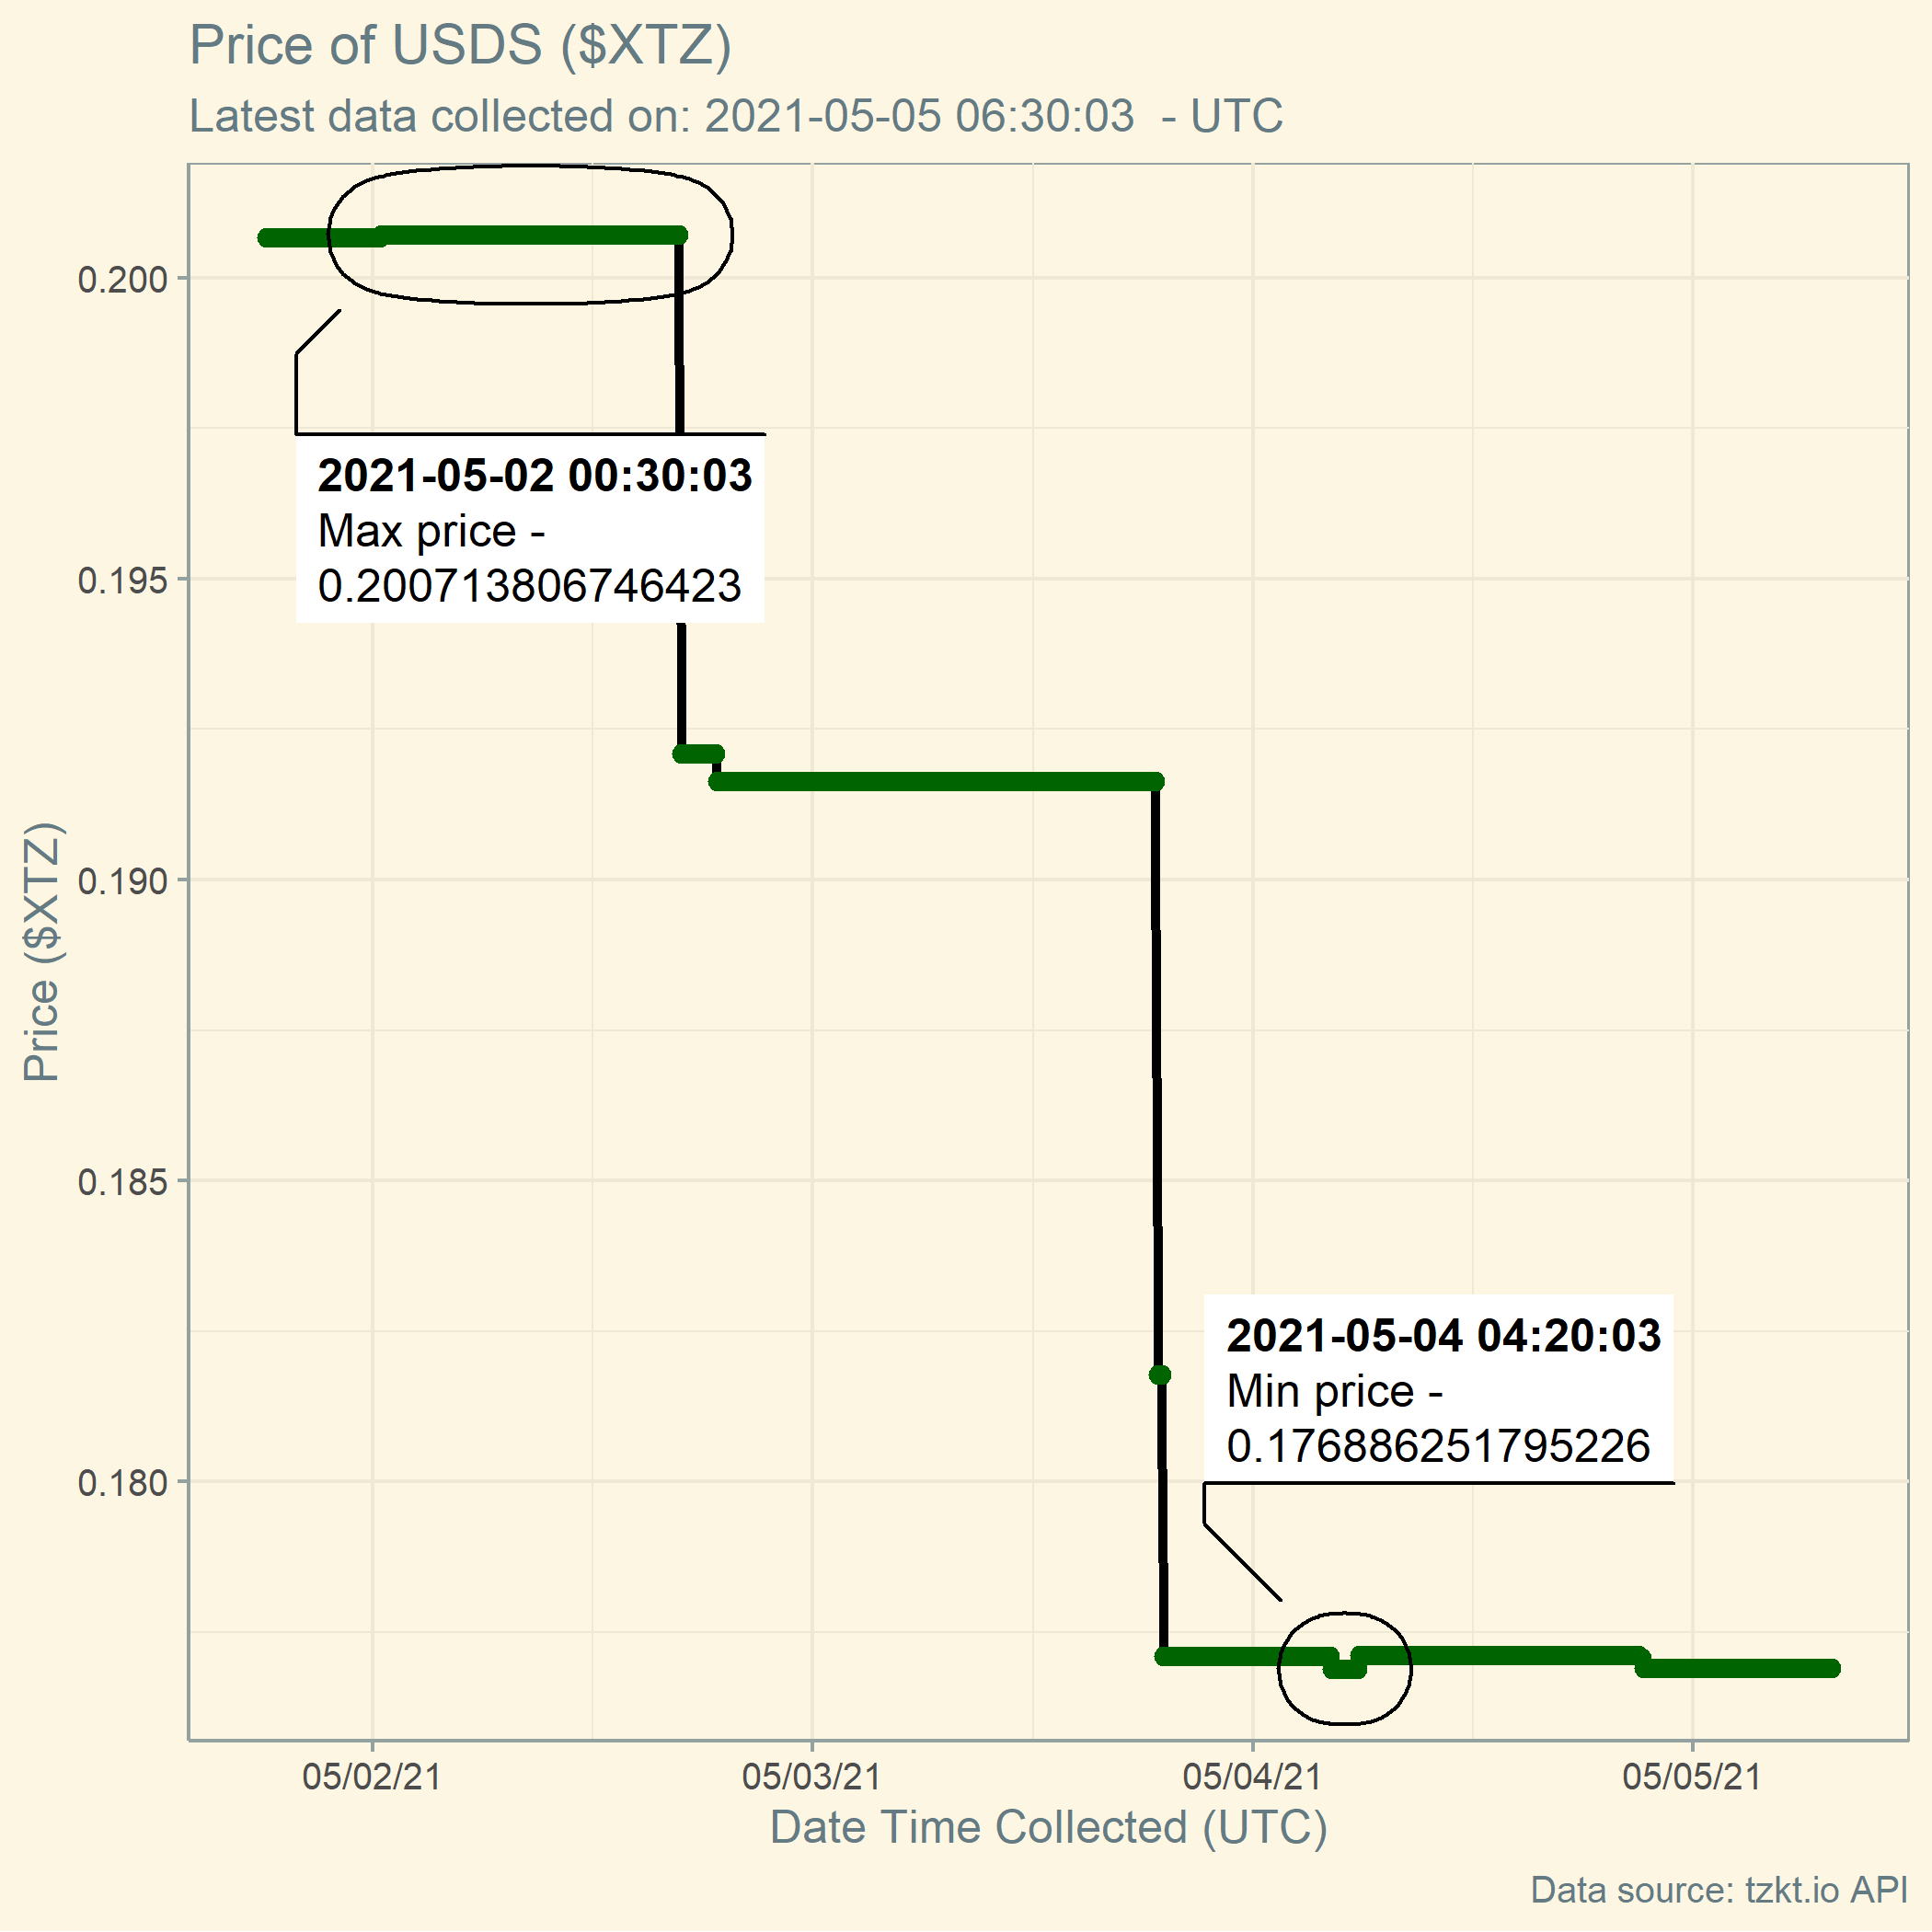 Price of USDS ($XTZ)
Latest data collected on: 2021-05-05 06:30:03  - UTC
Price ($XTZ)
0.200
0.195
0.190
0.185
0.180
2021-05-02 00:30:03
Max price -
0.200713806746423
2021-05-04 04:20:03
Min price -
0.176886251795226
05/02/21
05/03/21
05/04/21
05/05/21
Date Time Collected (UTC)
Data source: tzkt.io API